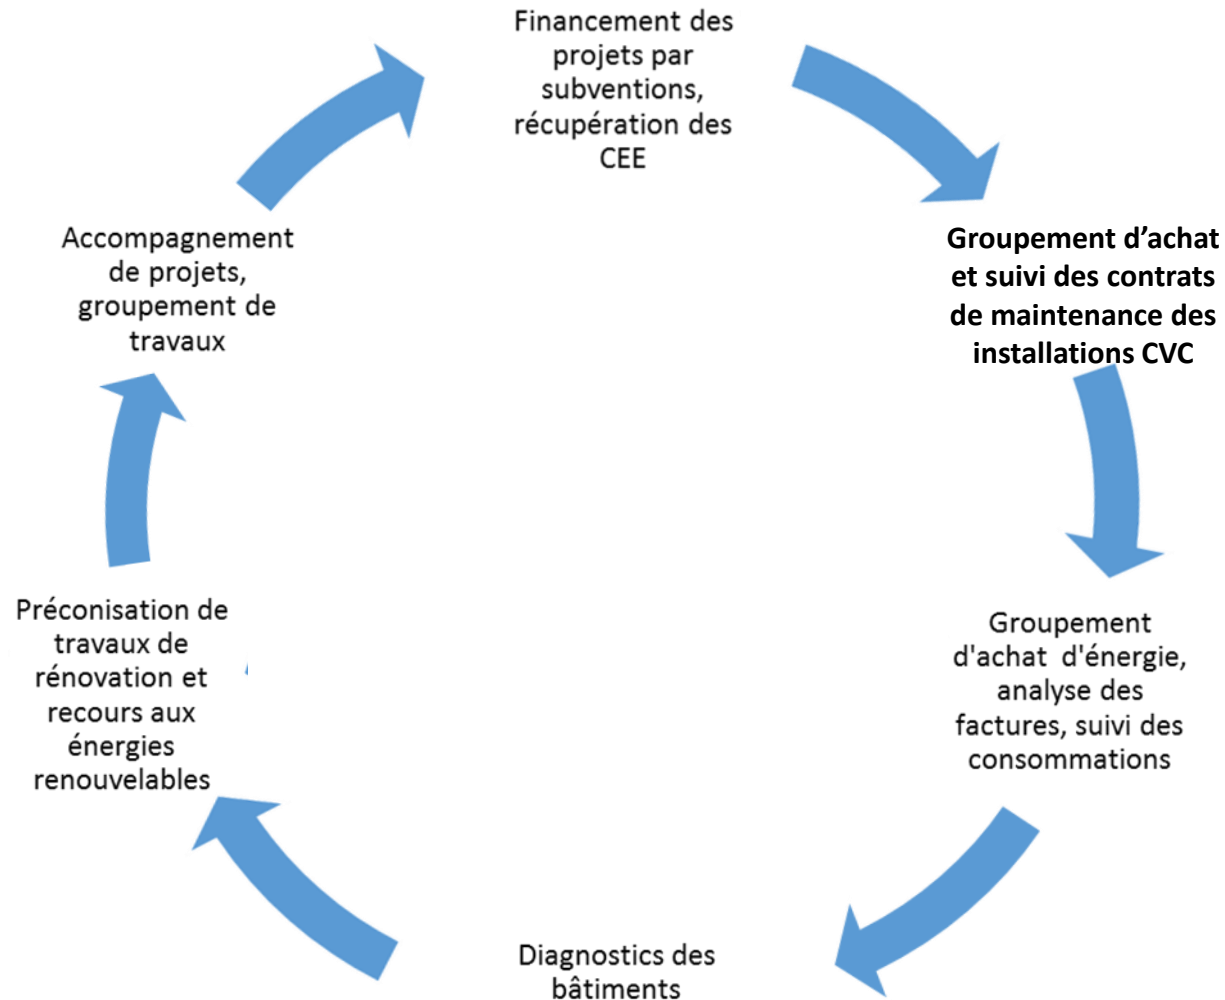 Financement des
projets par
subventions,
récupération des
CEE
Groupement d’achat
et suivi des contrats
de maintenance des
installations CVC
Groupement
d'achat  d'énergie,
analyse des
factures, suivi des
consommations
Diagnostics des
bâtiments
Préconisation de
travaux de
rénovation et
recours aux
énergies
renouvelables
Accompagnement
de projets,
groupement de
travaux